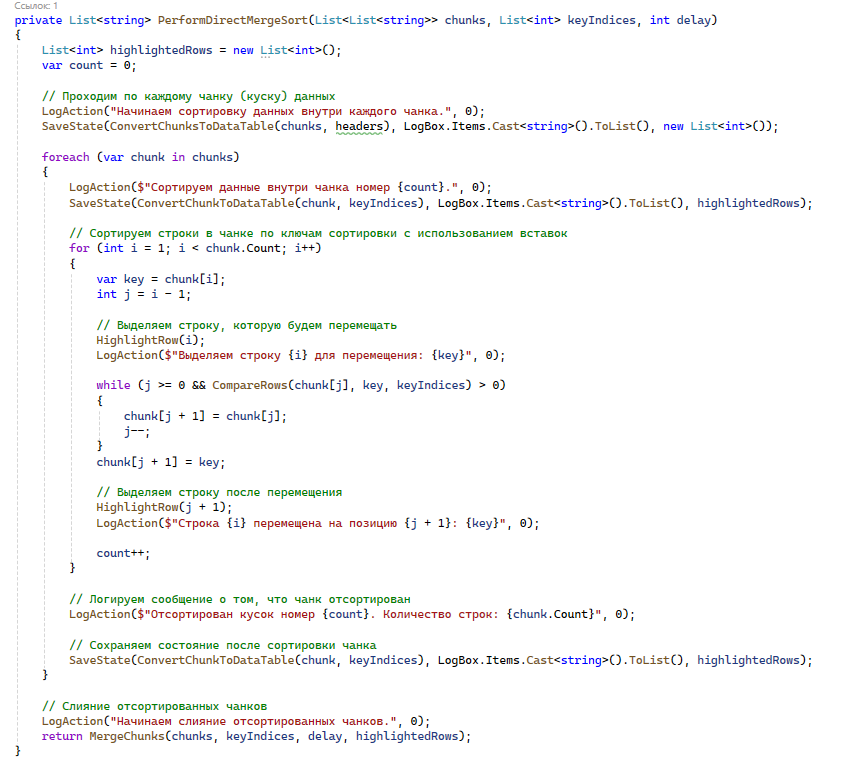 Ссылок: 1
private List<string> PerformDirectMergeSort(List<List<string>> chunks, List<int> keyIndices, int delay)
{
    List<int> highlightedRows = new List<int>();
    var count = 0;

    // Проходим по каждому чанку (куску) данных
    LogAction("Начинаем сортировку данных внутри каждого чанка.", 0);
    SaveState(ConvertChunksToDataTable(chunks, headers), LogBox.Items.Cast<string>().ToList(), new List<int>());

    foreach (var chunk in chunks)
    {
        LogAction($"Сортируем данные внутри чанка номер {count}.", 0);
        SaveState(ConvertChunkToDataTable(chunk, keyIndices), LogBox.Items.Cast<string>().ToList(), highlightedRows);

        // Сортируем строки в чанке по ключам сортировки с использованием вставок
        for (int i = 1; i < chunk.Count; i++)
        {
            var key = chunk[i];
            int j = i - 1;

            // Выделяем строку, которую будем перемещать
            HighlightRow(i);
            LogAction($"Выделяем строку {i} для перемещения: {key}", 0);

            while (j >= 0 && CompareRows(chunk[j], key, keyIndices) > 0)
            {
                chunk[j + 1] = chunk[j];
                j--;
            }
            chunk[j + 1] = key;

            // Выделяем строку после перемещения
            HighlightRow(j + 1);
            LogAction($"Строка {i} перемещена на позицию {j + 1}: {key}", 0);

            count++;
        }

        // Логируем сообщение о том, что чанк отсортирован
        LogAction($"Отсортирован кусок номер {count}. Количество строк: {chunk.Count}", 0);

        // Сохраняем состояние после сортировки чанка
        SaveState(ConvertChunkToDataTable(chunk, keyIndices), LogBox.Items.Cast<string>().ToList(), highlightedRows);
    }

    // Слияние отсортированных чанков
    LogAction("Начинаем слияние отсортированных чанков.", 0);
    return MergeChunks(chunks, keyIndices, delay, highlightedRows);
}